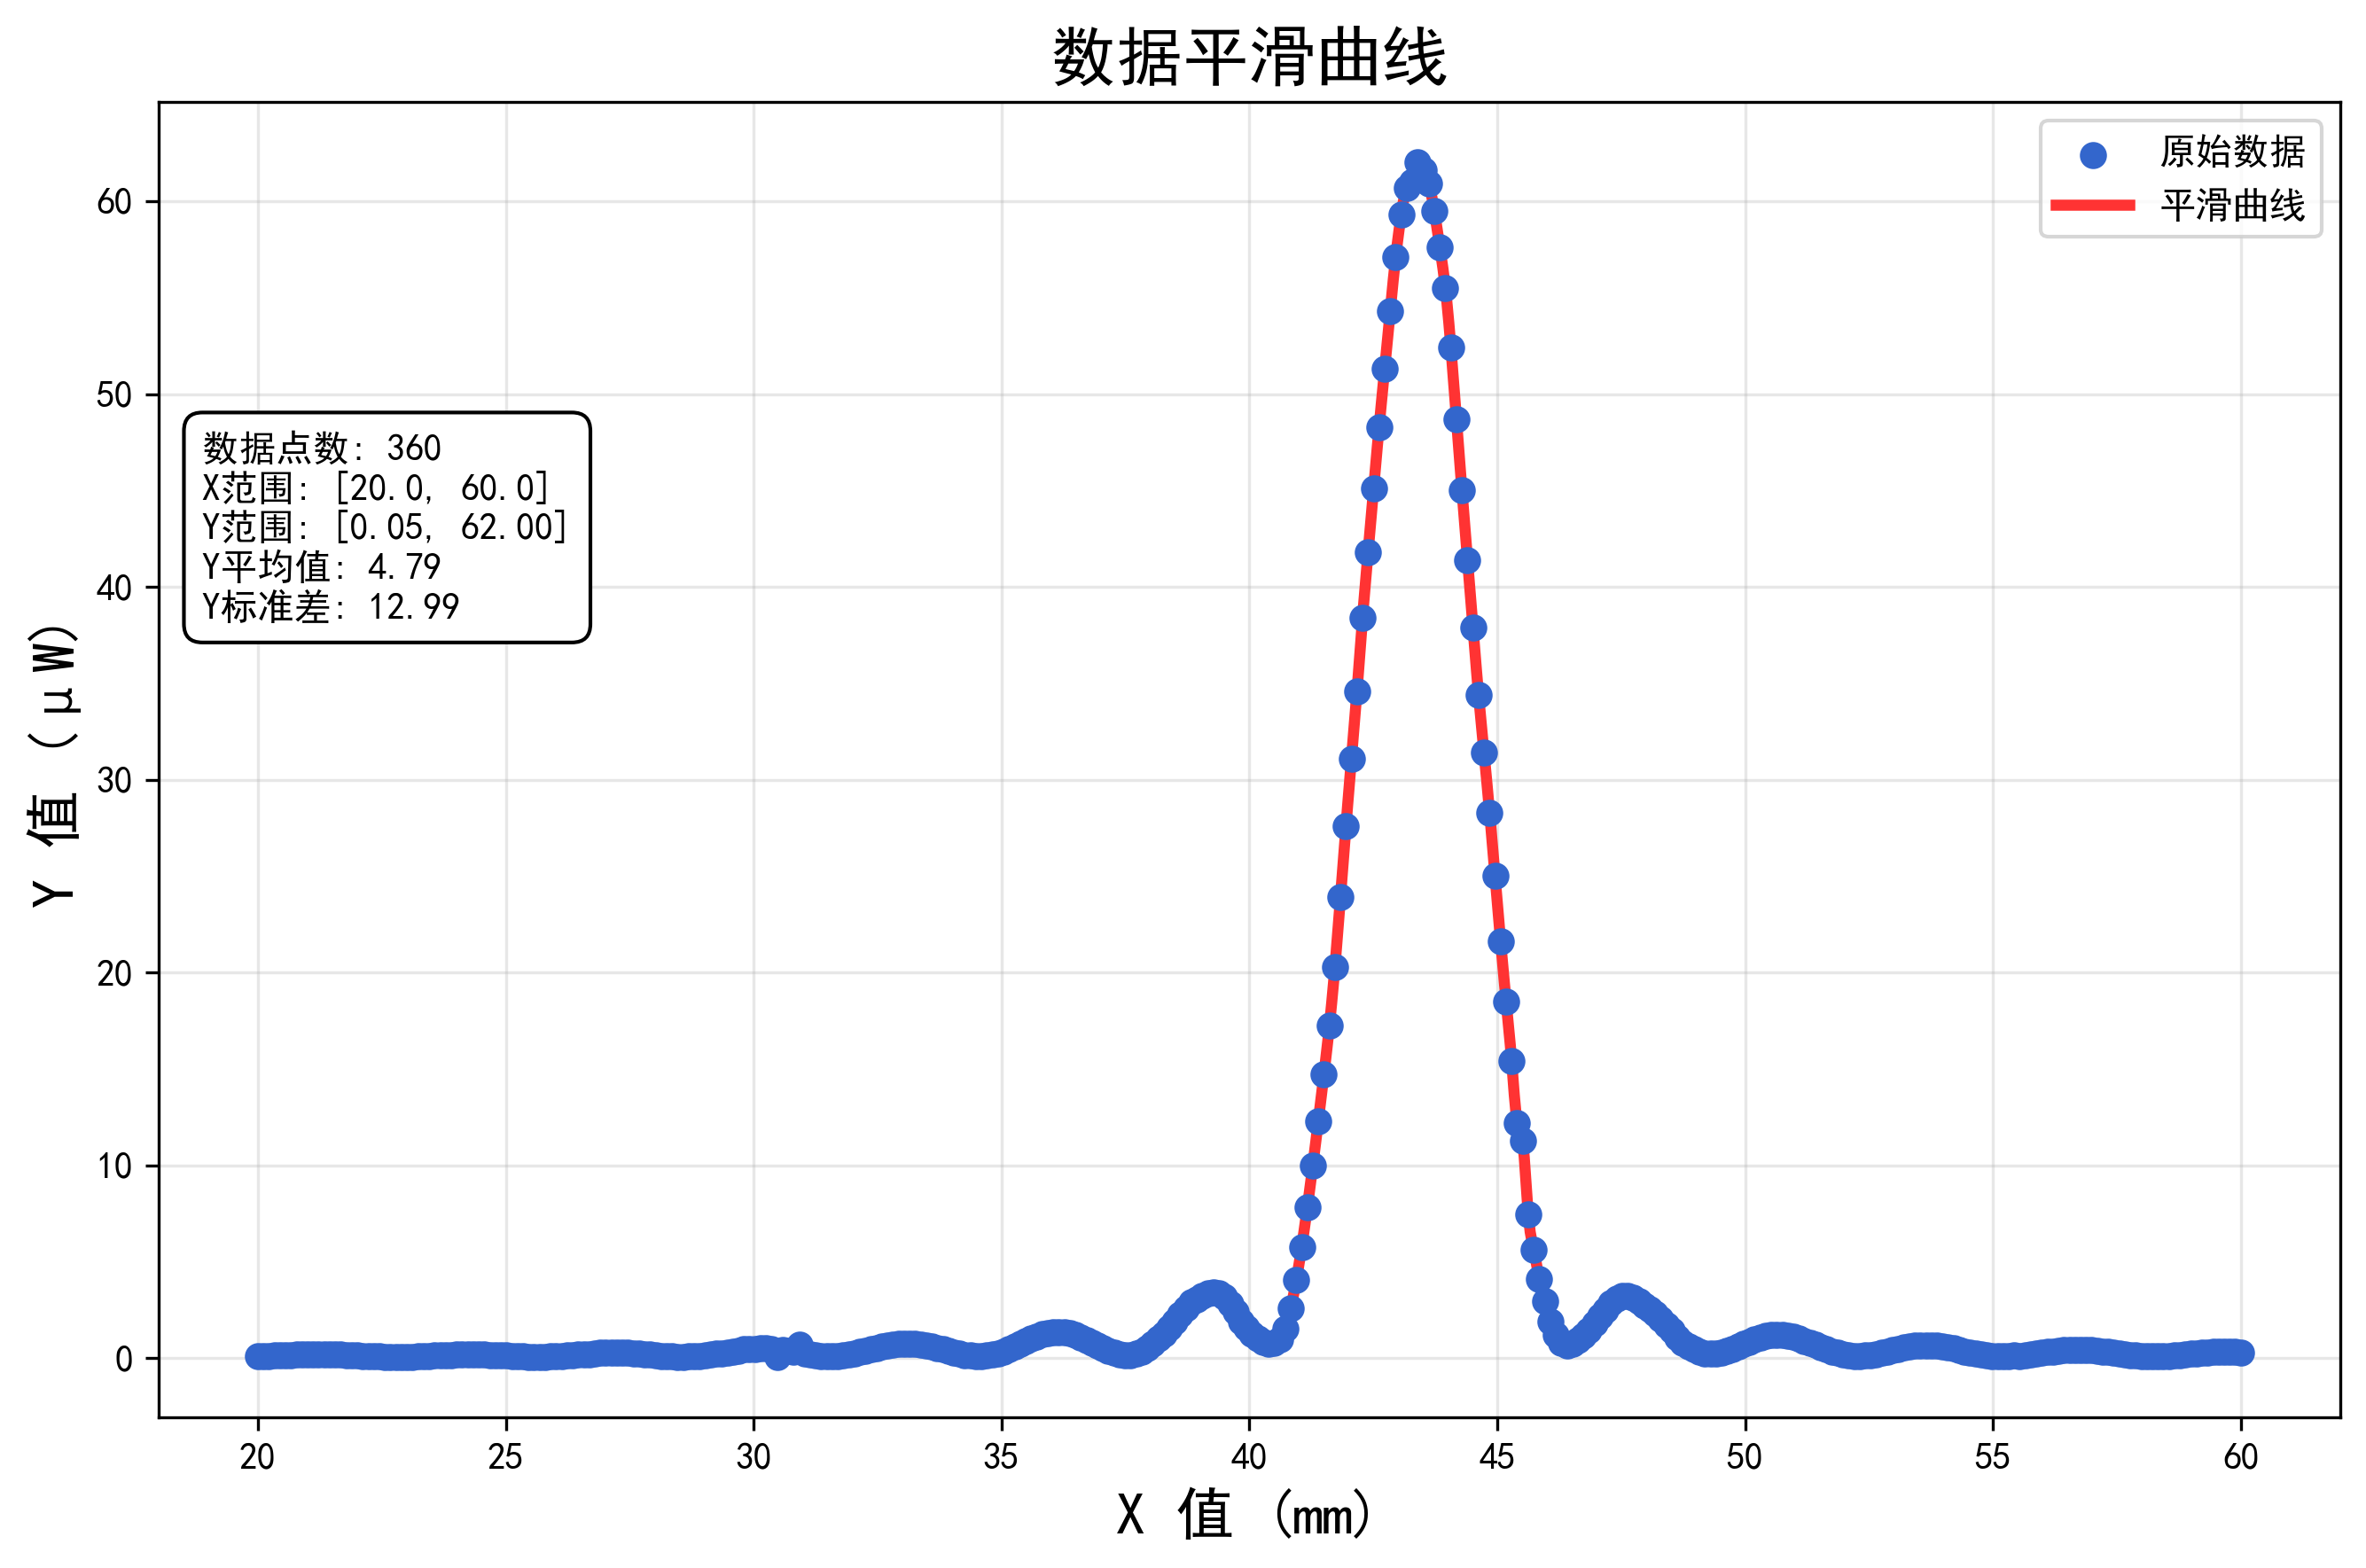 数据平滑曲线
原始数据
平滑曲线
60
50
40
30
20
10
0
数据点数: 360
X范围: [20.0, 60.0]
Y范围: [0.05, 62.00]
Y平均值: 4.79
Y标准差: 12.99
Y 值 (μW)
20 25 30 35 40 45 50 55 60
X 值 (mm)